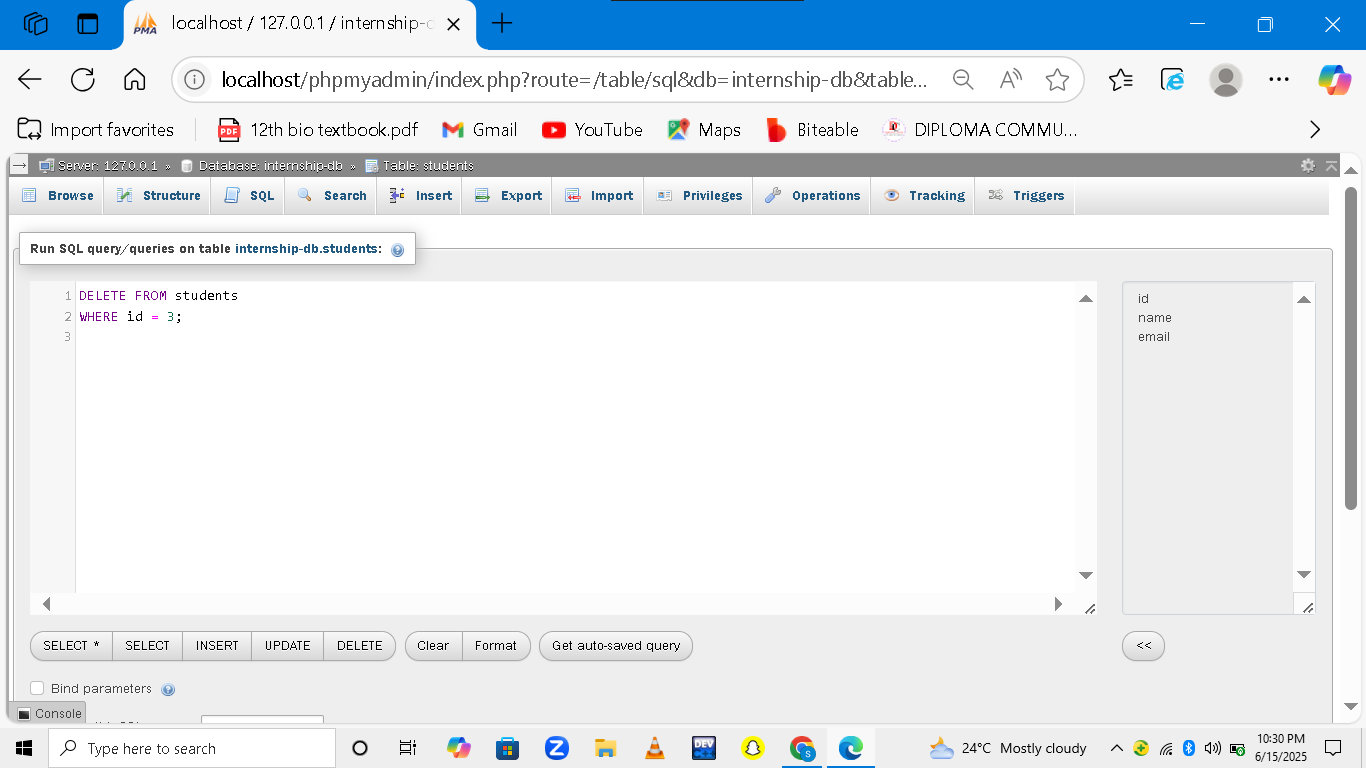 localhost / 127.0.0.1 / internship-d
localhost/phpmyadmin/index.php?route=/table/sql&db=internship-db&table...
Import favorites
PDF
12th bio textbook.pdf
Gmail
YouTube
Maps
Biteable
DIPLOMA COMMU...
Server: 127.0.0.1 » Database: internship-db » Table: students
Browse
Structure
SQL
Search
Insert
Export
Import
Privileges
Operations
Tracking
Triggers
Run SQL query/queries on table internship-db.students:
1 DELETE FROM students
2 WHERE id = 3;
3
id
name
email
SELECT *
SELECT
INSERT
UPDATE
DELETE
Clear
Format
Get auto-saved query
<<
Bind parameters
Console
Type here to search
DEV
24°C Mostly cloudy
10:30 PM
6/15/2025